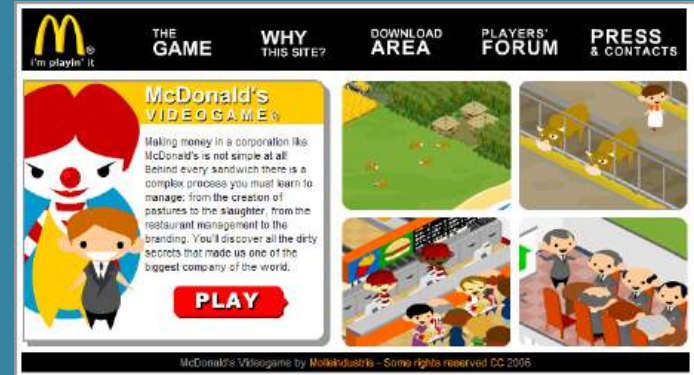 i'm playin' it
THE GAME
WHY THIS SITE?
DOWNLOAD AREA
PLAYERS' FORUM
PRESS & CONTACTS
McDonald's
VIDEOGAME®
Making money in a corporation like
McDonald's is not simple at all!
Behind every sandwich there is a
complex process you must learn to
manage: from the creation of
pastures to the slaughter, from the
restaurant management to the
branding. You'll discover all the dirty
secrets that made us one of the
biggest company of the world.
PLAY
McDonald's Videogame by Molleindustria - Some rights reserved CC 2006